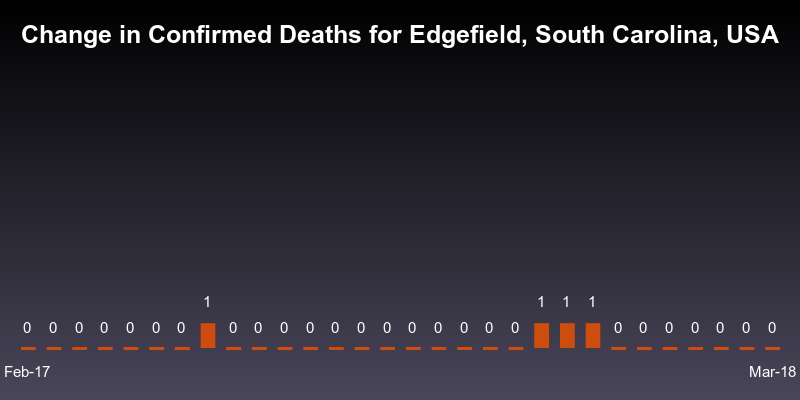 Change in Confirmed Deaths for Edgefield, South Carolina, USA
1 1 1 1
0 0 0 0 0 0 0 0 0 0 0 0 0 0 0 0 0 0 0 0 0 0 0 0 0 0
Feb-17 Mar-18